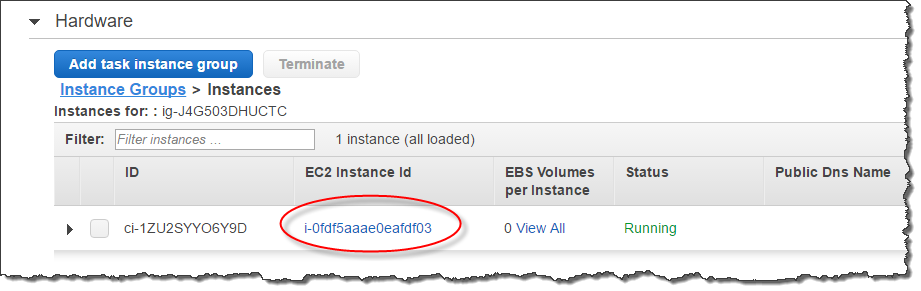 Hardware
Add task instance group Terminate
Instance Groups > Instances
Instances for: : ig-J4G503DHUCTC
Filter: Filter instances ... 1 instance (all loaded)
ID EC2 Instance Id EBS Volumes per Instance Status Public Dns Name
ci-1ZU2SYYO6Y9D i-0fdf5aaae0eafdf03 0 View All Running